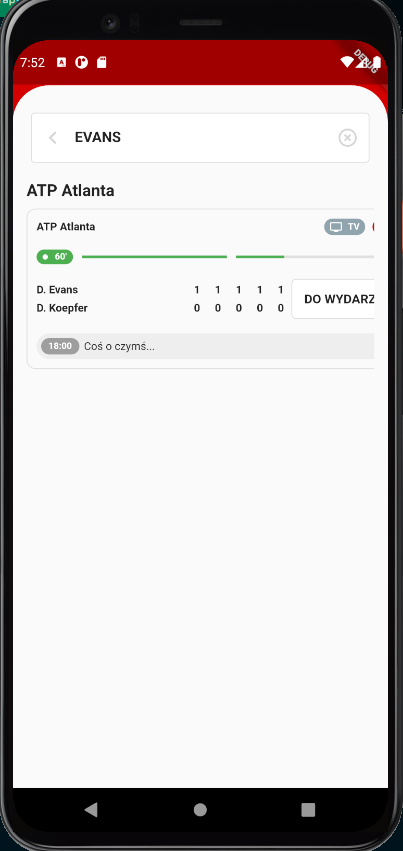 7:52
DEBUG
EVANS
ATP Atlanta
ATP Atlanta TV
60'
D. Evans 1 1 1 1 1
D. Koepfer 0 0 0 0 0
DO WYDARZ
18:00 Coś o czymś...